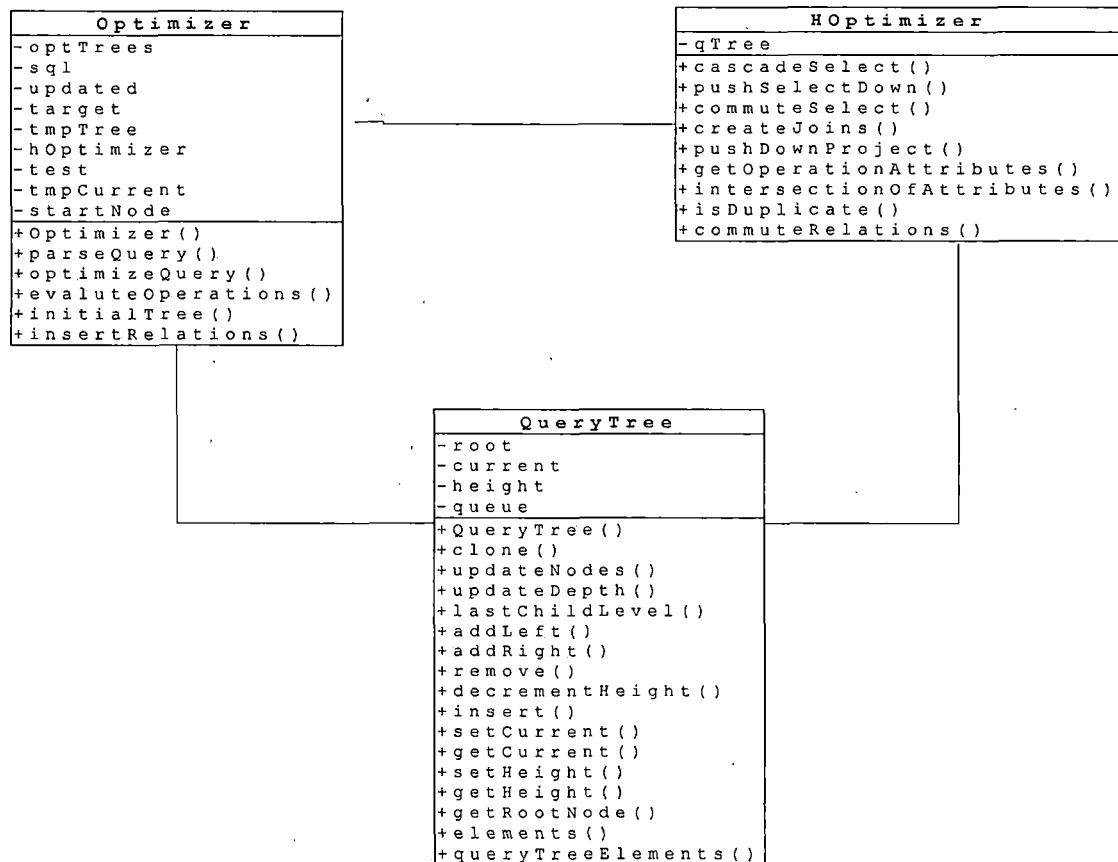 Optimizer
-optTrees
-sql
-updated
-target
-tmpTree
-hOptimizer
-test
-tmpCurrent
-startNode
+Optimizer()
+parseQuery()
+optimizeQuery()
+evaluteOperations()
+initialTree()
+insertRelations()
HOptimizer
-qTree
+cascadeSelect()
+pushSelectDown()
+commuteSelect()
+createJoins()
+pushDownProject()
+getOperationAttributes()
+intersectionOfAttributes()
+isDuplicate()
+commuteRelations()
QueryTree
-root
-current
-height
-queue
+QueryTree()
+clone()
+updateNodes()
+updateDepth()
+lastChildLevel()
+addLeft()
+addRight()
+remove()
+decrementHeight()
+insert()
+setCurrent()
+getCurrent()
+setHeight()
+getHeight()
+getRootNode()
+elements()
+queryTreeElements()